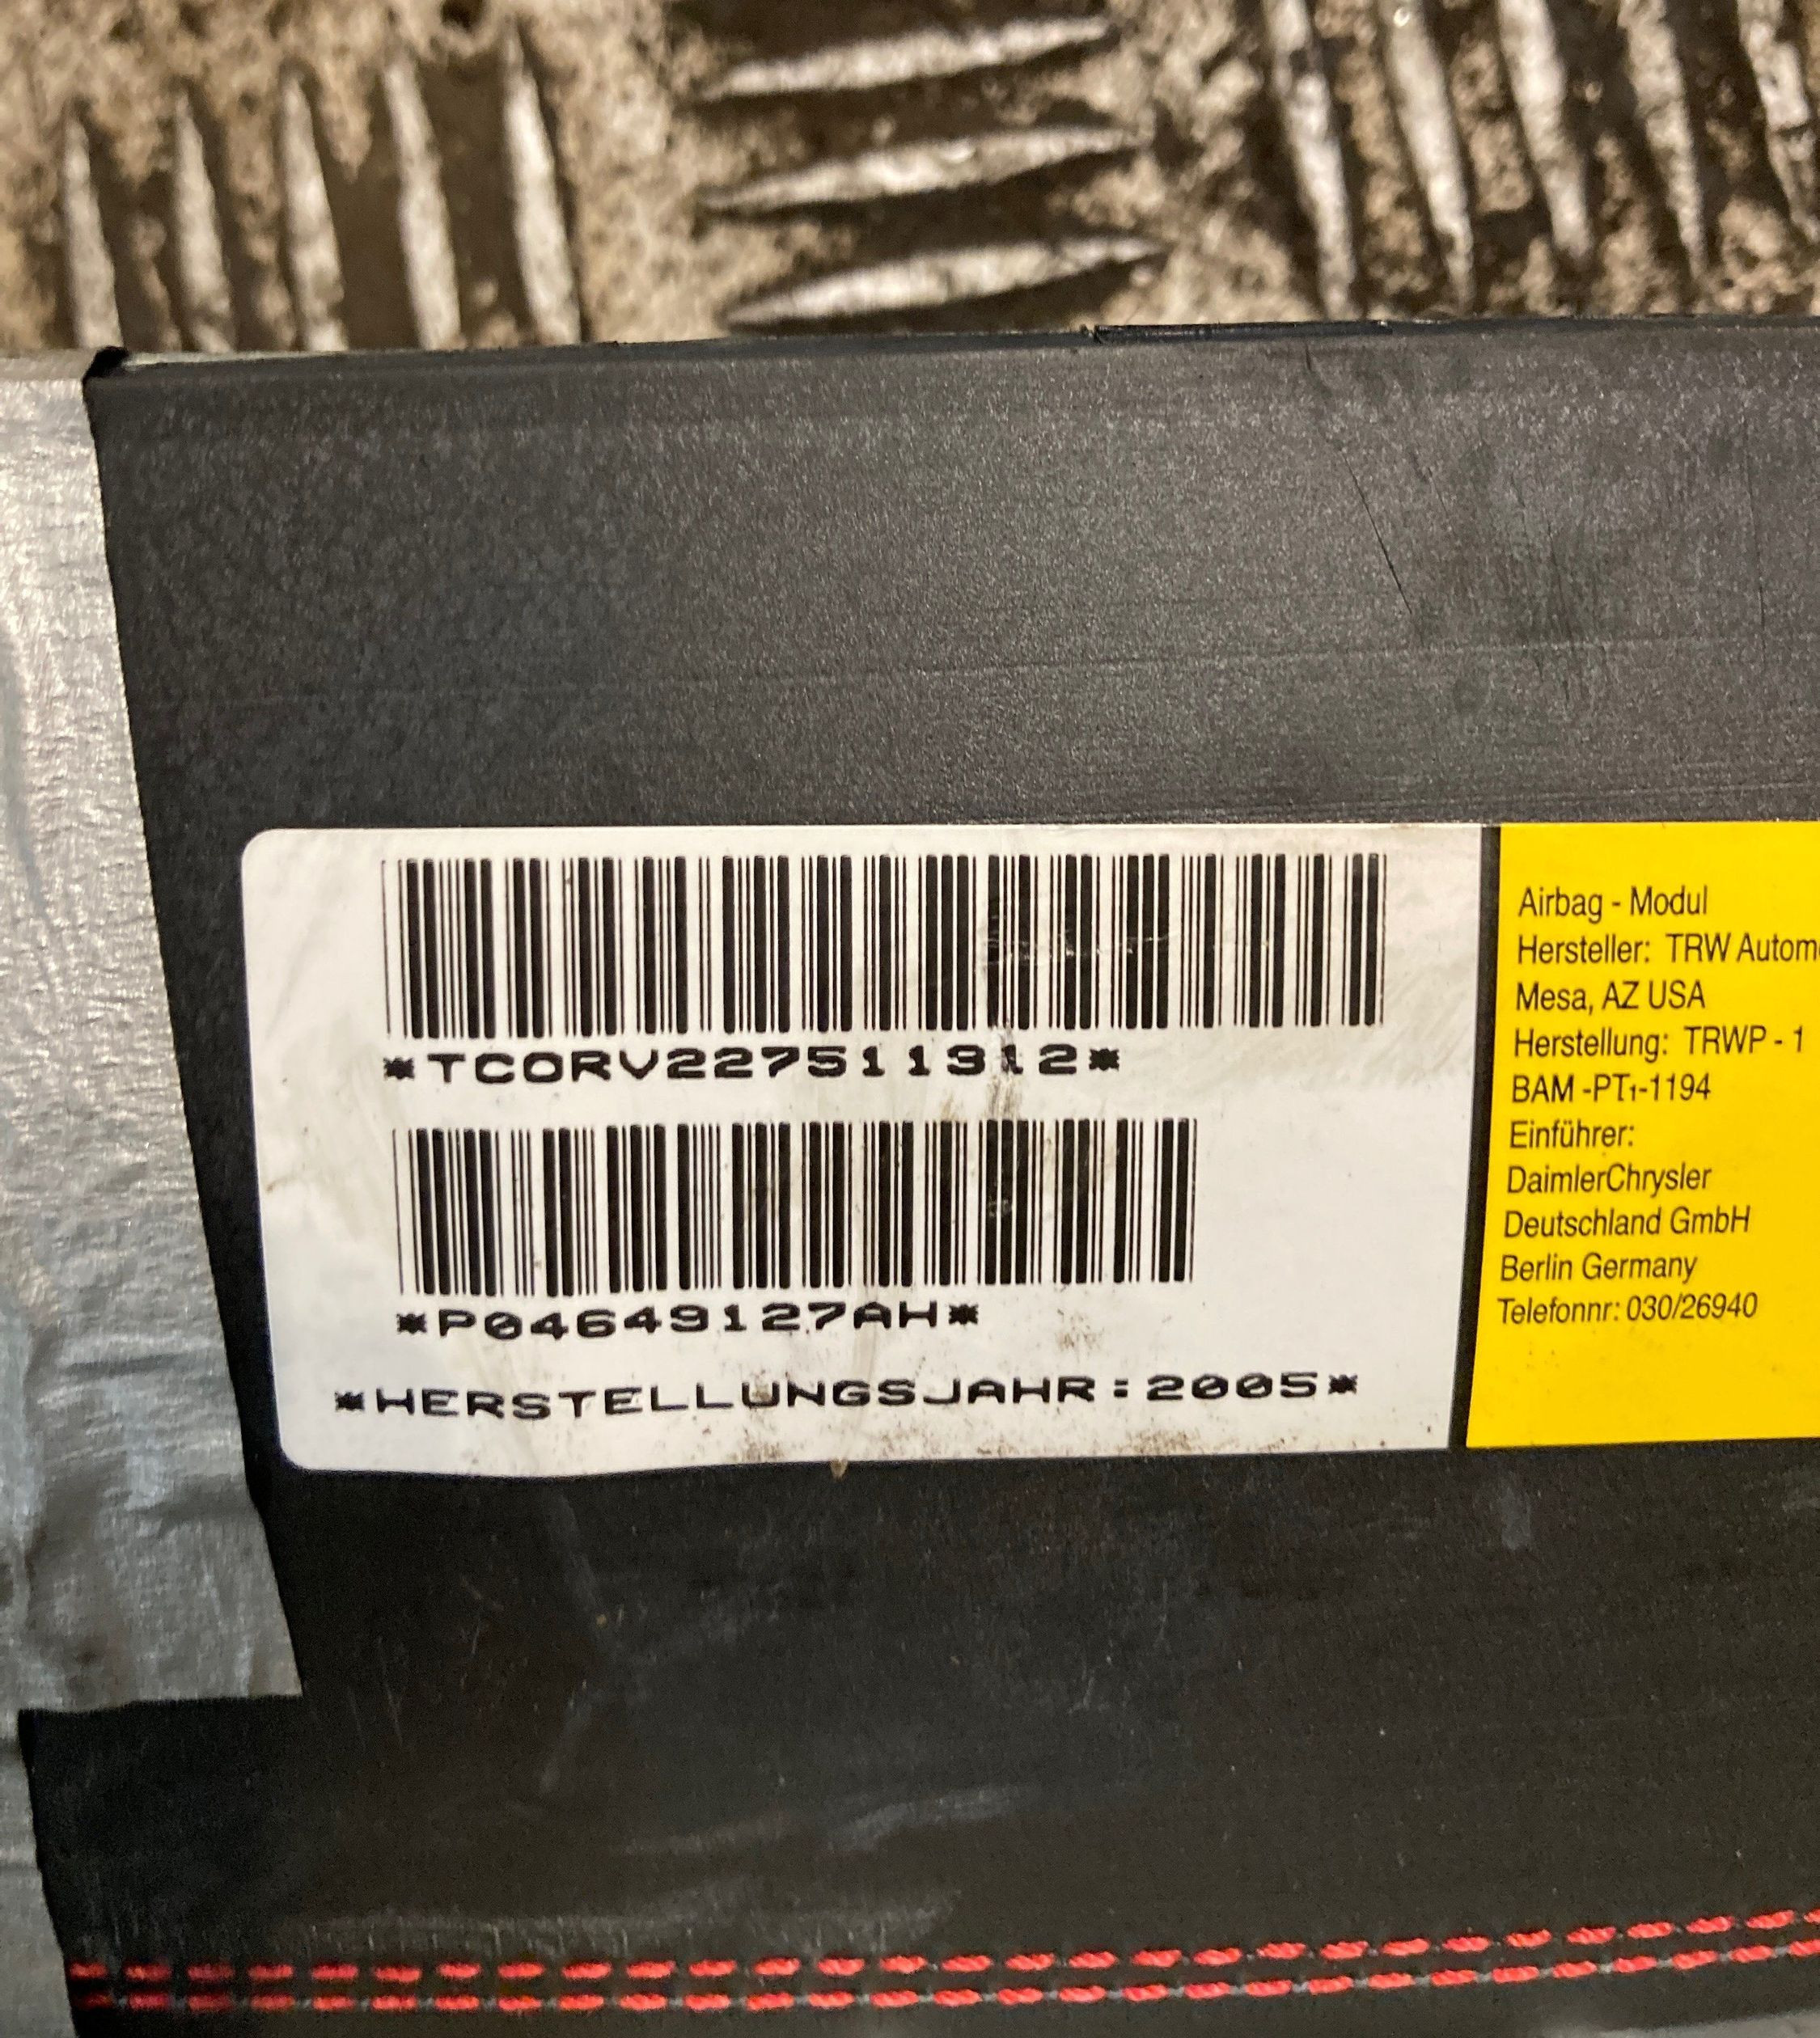 *TCORV227511312*
*P04649127AH*
*HERSTELLUNGSJAHR:2005*
Airbag - Modul
Hersteller: TRW
Mesa, AZ USA
Herstellung: TRWP - 1
BAM -PT1-1194
Einführer:
DaimlerChrysler
Deutschland GmbH
Berlin Germany
Telefonnr: 030/26940